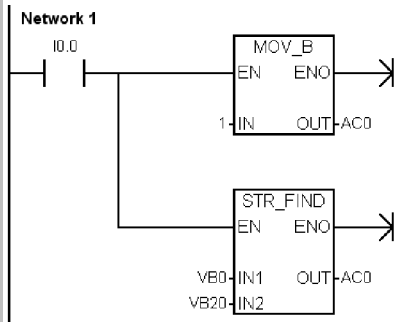 Network 1
I0.0
MOV_B
EN ENO
1 IN OUT AC0
STR_FIND
EN ENO
VB0 IN1 OUT AC0
VB20 IN2